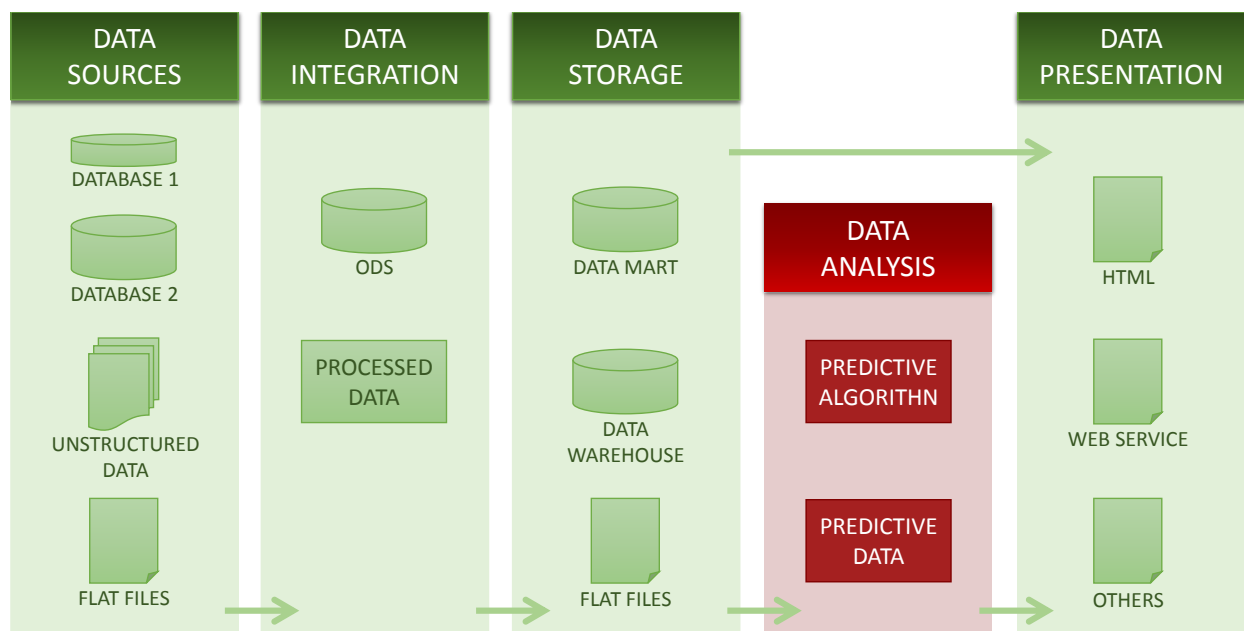 DATA
SOURCES
DATABASE 1
DATABASE 2
UNSTRUCTURED
DATA
FLAT FILES
DATA
INTEGRATION
ODS
PROCESSED
DATA
DATA
STORAGE
DATA MART
DATA
WAREHOUSE
FLAT FILES
DATA
ANALYSIS
PREDICTIVE
ALGORITHN
PREDICTIVE
DATA
DATA
PRESENTATION
HTML
WEB SERVICE
OTHERS